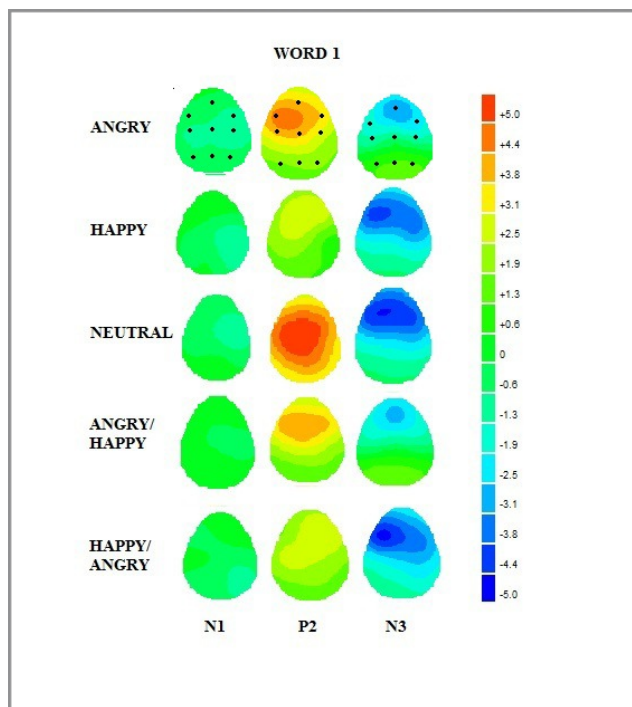 WORD 1
ANGRY
HAPPY
NEUTRAL
ANGRY/
HAPPY
HAPPY/
ANGRY
N1 P2 N3
+5.0
+4.4
+3.8
+3.1
+2.5
+1.9
+1.3
+0.6
0
-0.6
-1.3
-1.9
-2.5
-3.1
-3.8
-4.4
-5.0